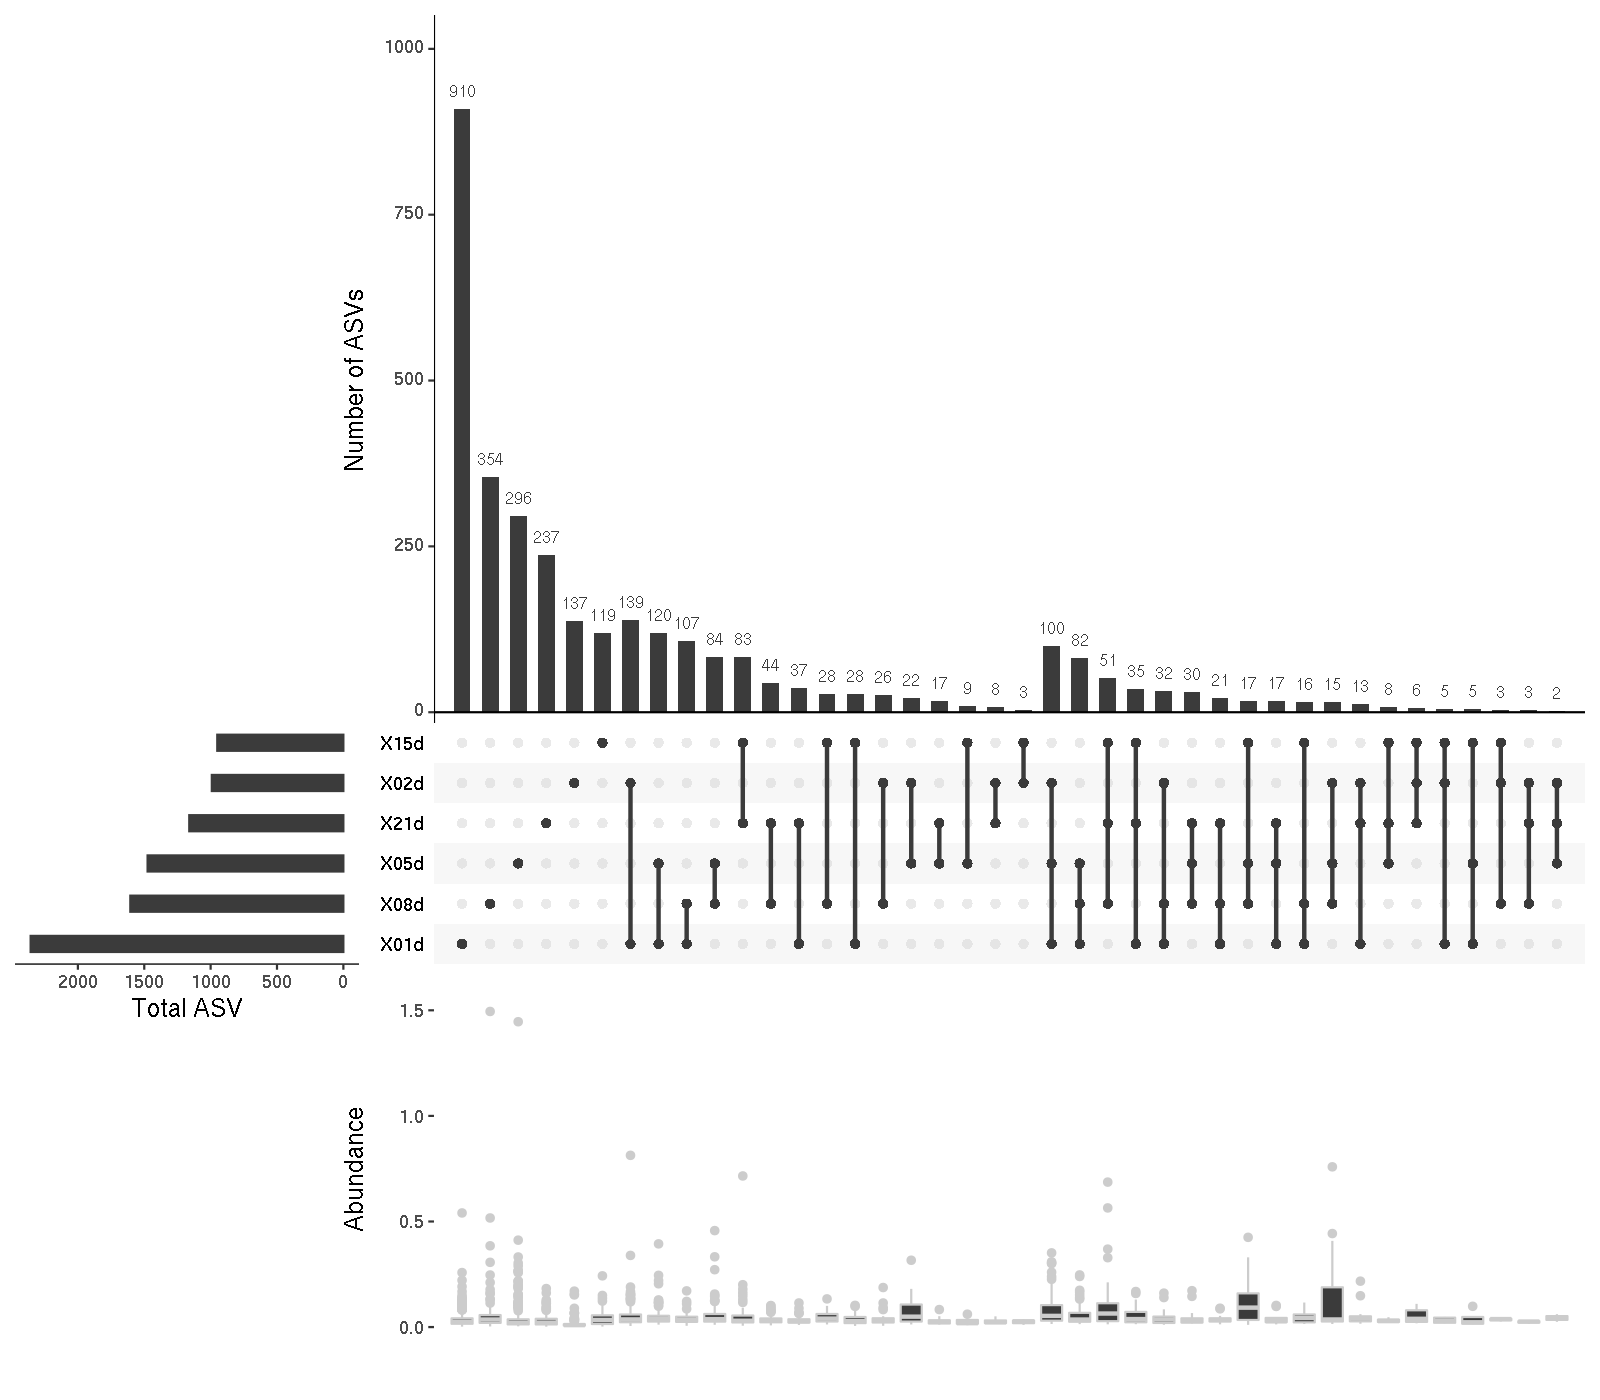 1000
910
750
Number of ASVs
500
354
296
250
237
137 119 139 120 107 84 83 44 37 28 28 26 22 17 9 8 3 100 82 51 35 32 30 21 17 17 16 15 13 8 6 5 5 3 3 2
0
X15d
X02d
X21d
X05d
X08d
X01d
2000 1500 1000 500 0
Total ASV
1.5
1.0
Abundance
0.5
0.0